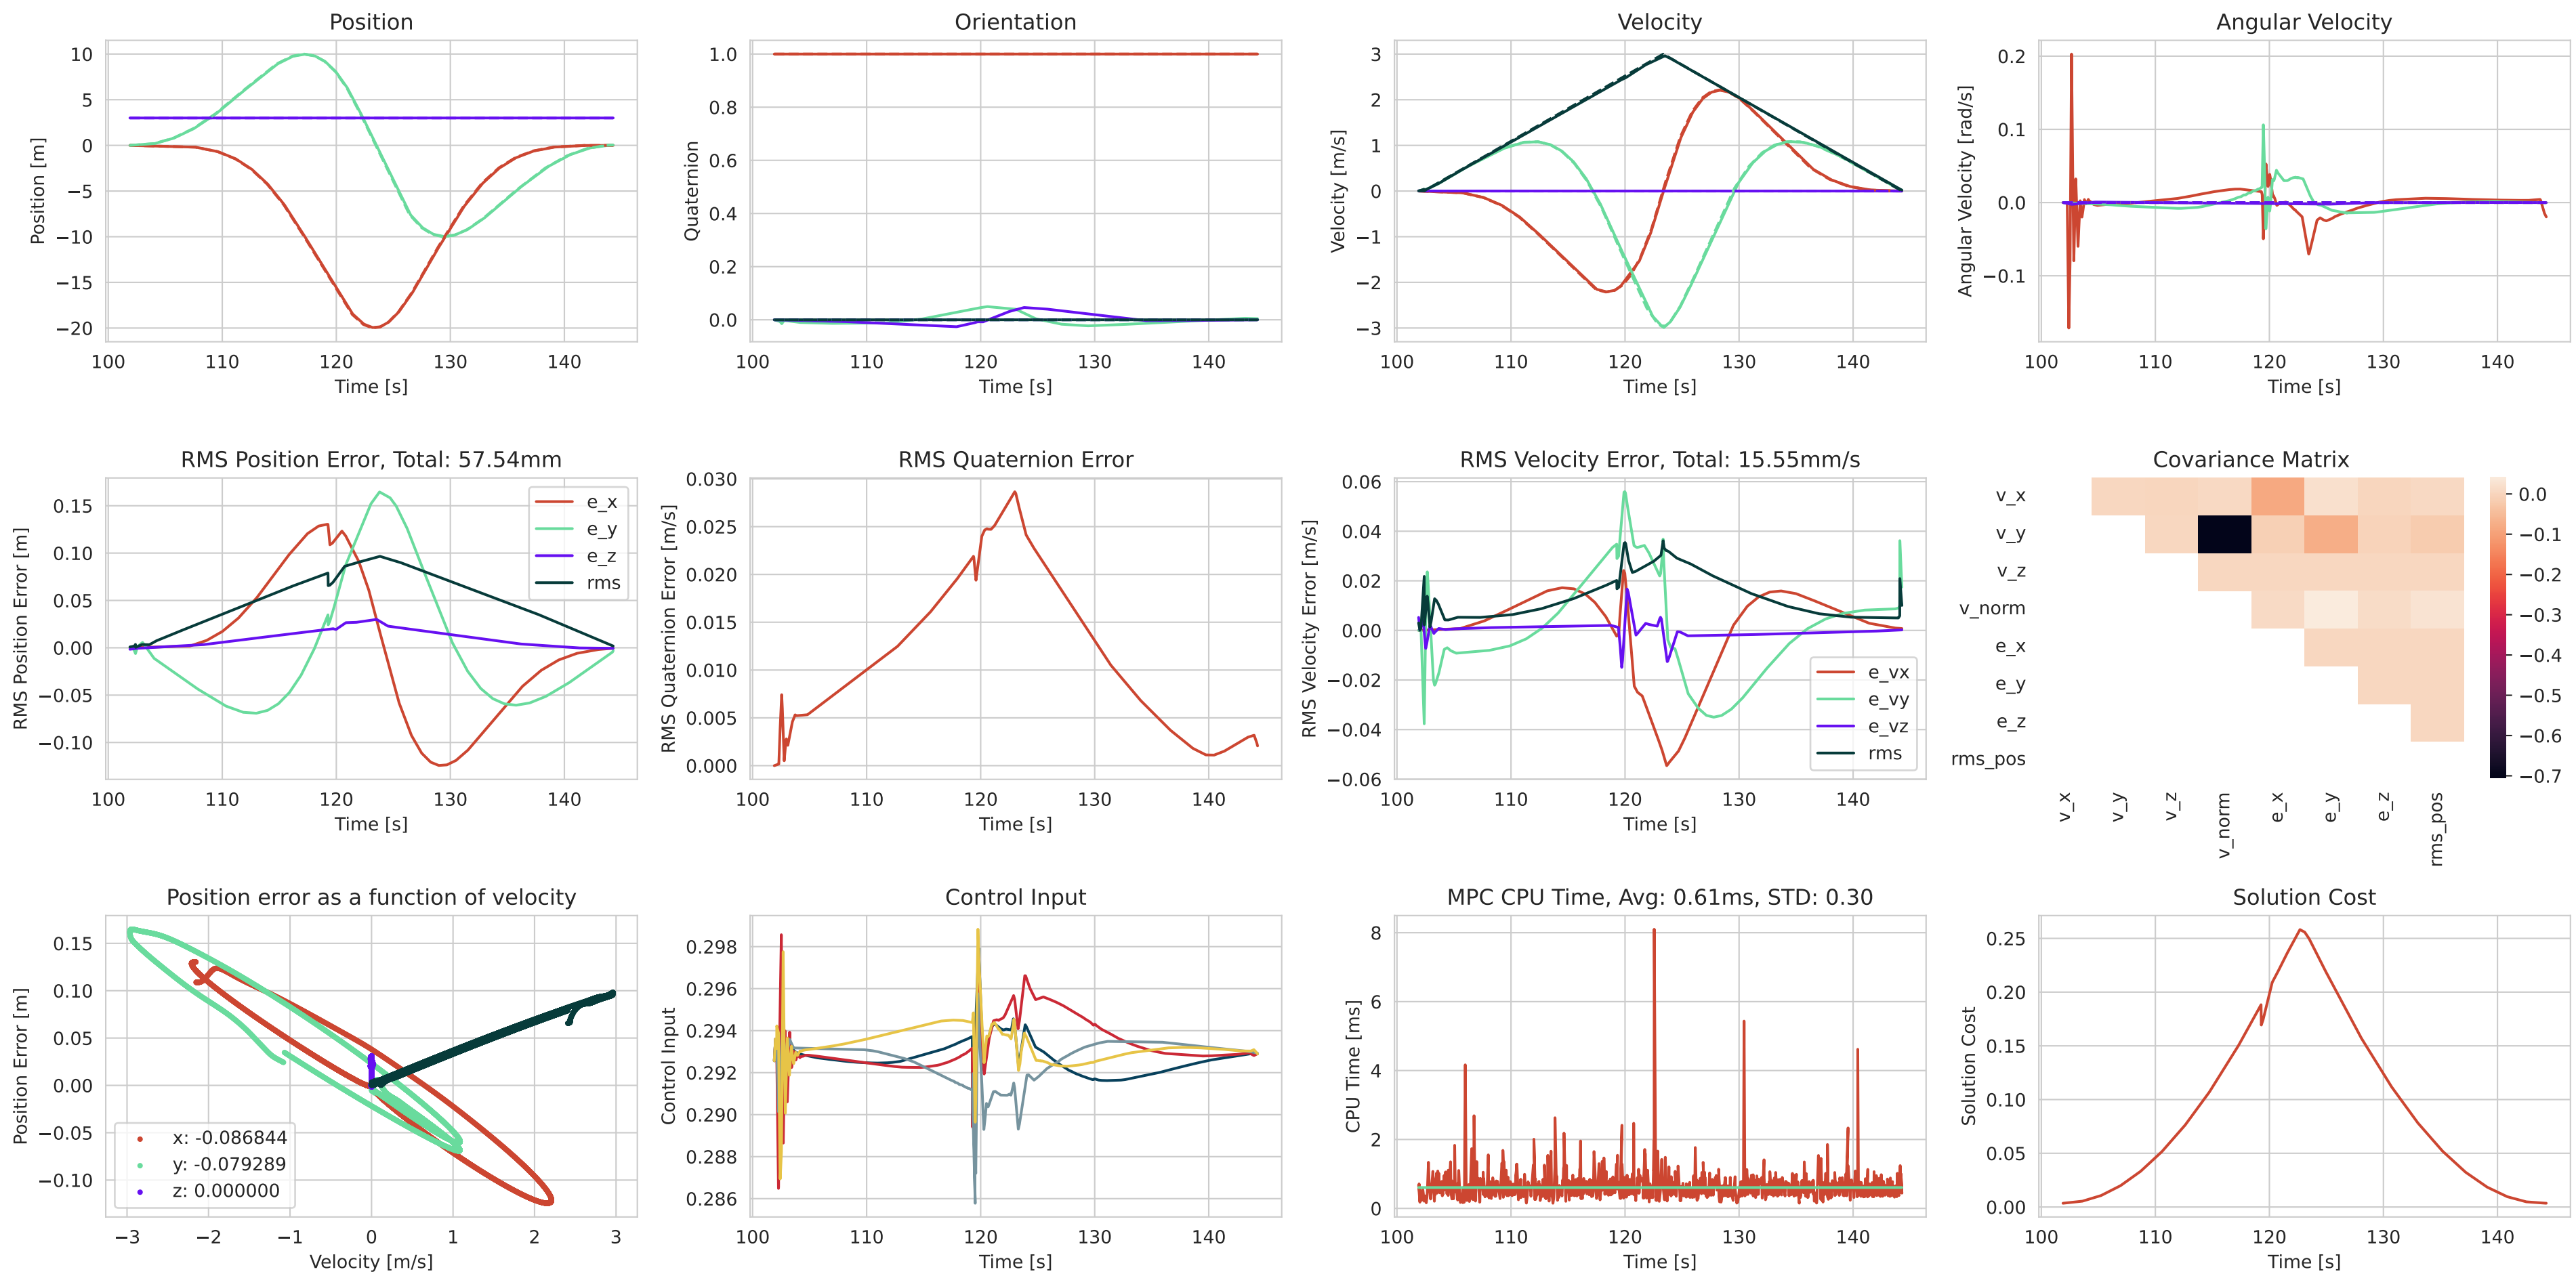 Position
Position [m]
10
5
0
−5
−10
−15
−20
100 110 120 130 140
Time [s]
Orientation
Quaternion
1.0
0.8
0.6
0.4
0.2
0.0
100 110 120 130 140
Time [s]
Velocity
Velocity [m/s]
3
2
1
0
−1
−2
−3
100 110 120 130 140
Time [s]
Angular Velocity
Angular Velocity [rad/s]
0.2
0.1
0.0
−0.1
100 110 120 130 140
Time [s]
RMS Position Error, Total: 57.54mm
RMS Position Error [m]
0.15
0.10
0.05
0.00
−0.05
−0.10
e_x
e_y
e_z
rms
100 110 120 130 140
Time [s]
RMS Quaternion Error
RMS Quaternion Error [m/s]
0.030
0.025
0.020
0.015
0.010
0.005
0.000
100 110 120 130 140
Time [s]
RMS Velocity Error, Total: 15.55mm/s
RMS Velocity Error [m/s]
0.06
0.04
0.02
0.00
−0.02
−0.04
−0.06
e_vx
e_vy
e_vz
rms
100 110 120 130 140
Time [s]
Covariance Matrix
v_x
v_y
v_z
v_norm
e_x
e_y
e_z
rms_pos
v_x v_y v_z v_norm e_x e_y e_z rms_pos
0.0
−0.1
−0.2
−0.3
−0.4
−0.5
−0.6
−0.7
Position error as a function of velocity
Position Error [m]
0.15
0.10
0.05
0.00
−0.05
−0.10
x: -0.086844
y: -0.079289
z: 0.000000
−3 −2 −1 0 1 2 3
Velocity [m/s]
Control Input
Control Input
0.298
0.296
0.294
0.292
0.290
0.288
0.286
100 110 120 130 140
Time [s]
MPC CPU Time, Avg: 0.61ms, STD: 0.30
CPU Time [ms]
8
6
4
2
0
100 110 120 130 140
Time [s]
Solution Cost
Solution Cost
0.25
0.20
0.15
0.10
0.05
0.00
100 110 120 130 140
Time [s]